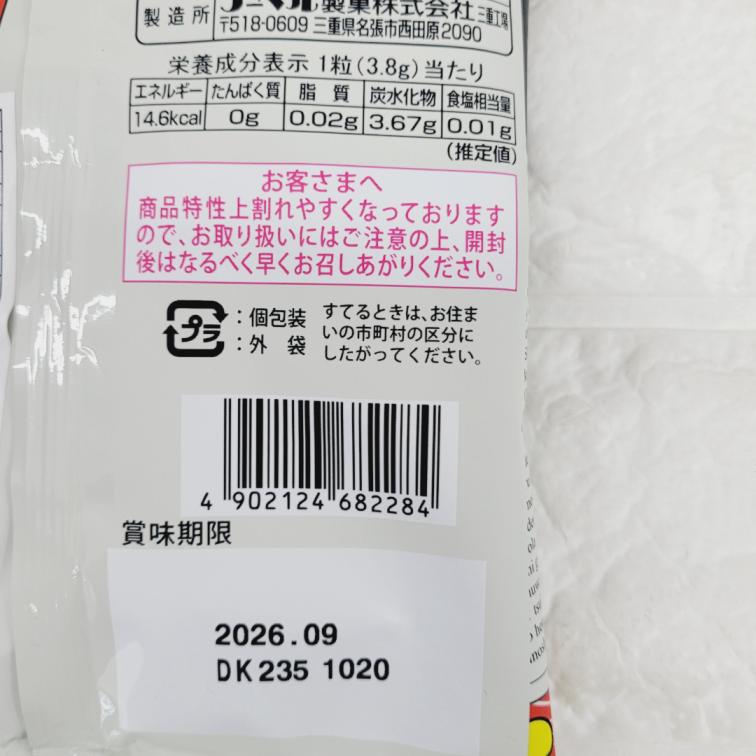 製造所
製菓株式会社 三重工場
〒518-0609 三重県名張市西田原2090
栄養成分表示 1粒(3.8g)当たり
エネルギー たんぱく質 脂質 炭水化物 食塩相当量
14.6kcal 0g 0.02g 3.67g 0.01g
(推定値)
お客さまへ
商品特性上割れやすくなっております
ので、お取り扱いにはご注意の上、開封
後はなるべく早くお召しあがりください。
プラ
:個包装
:外 袋
すてるときは、お住ま
いの市町村の区分に
したがってください。
4 902124 682284
賞味期限
2026.09
DK235 1020